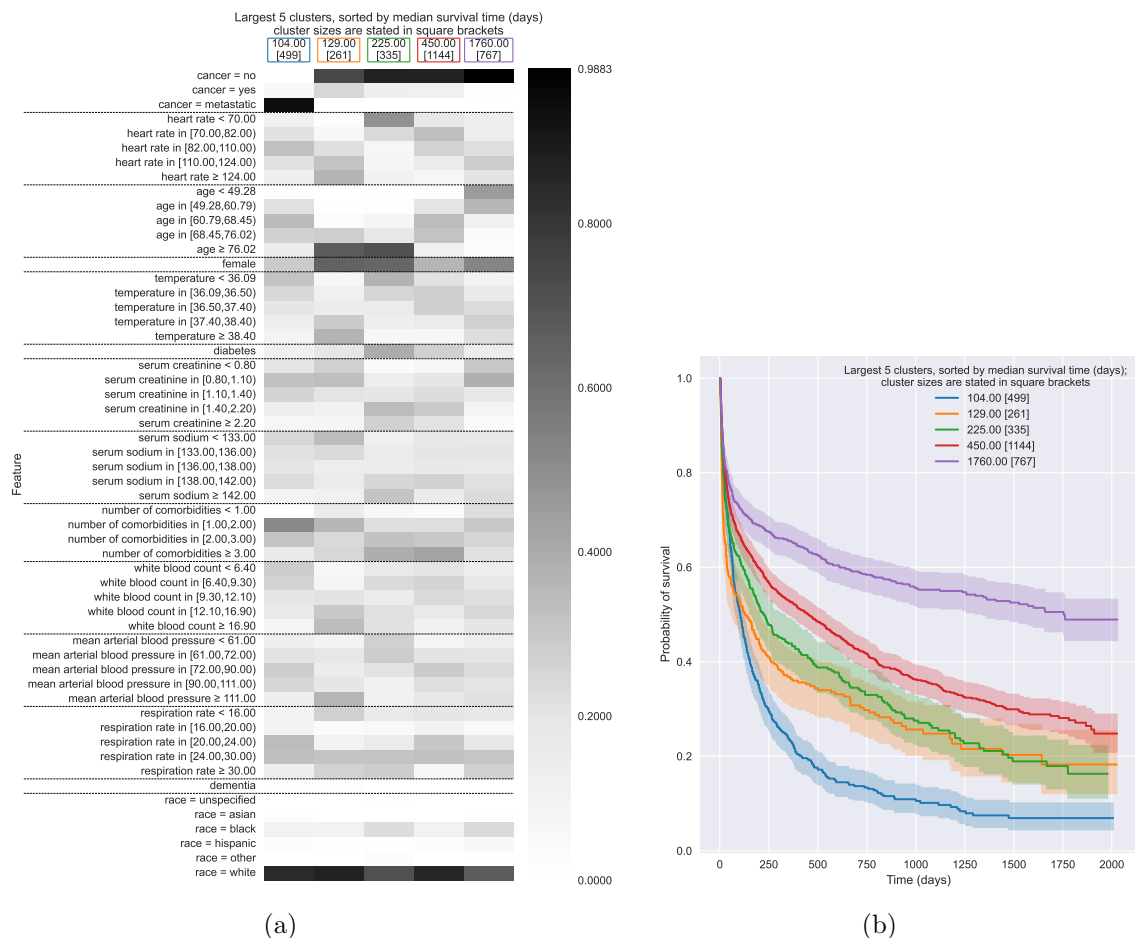 Largest 5 clusters, sorted by median survival time (days)
cluster sizes are stated in square brackets
104.00 129.00 225.00 450.00 1760.00
[499] [261] [335] [1144] [767]
cancer = no
cancer = yes
cancer = metastatic
heart rate < 70.00
heart rate in [70.00,82.00)
heart rate in [82.00,110.00)
heart rate in [110.00,124.00)
heart rate ≥ 124.00
age < 49.28
age in [49.28,60.79)
age in [60.79,68.45)
age in [68.45,76.02)
age ≥ 76.02
female
temperature < 36.09
temperature in [36.09,36.50)
temperature in [36.50,37.40)
temperature in [37.40,38.40)
temperature ≥ 38.40
diabetes
serum creatinine < 0.80
serum creatinine in [0.80,1.10)
serum creatinine in [1.10,1.40)
serum creatinine in [1.40,2.20)
serum creatinine ≥ 2.20
serum sodium < 133.00
serum sodium in [133.00,136.00)
serum sodium in [136.00,138.00)
serum sodium in [138.00,142.00)
serum sodium ≥ 142.00
number of comorbidities < 1.00
number of comorbidities in [1.00,2.00)
number of comorbidities in [2.00,3.00)
number of comorbidities ≥ 3.00
white blood count < 6.40
white blood count in [6.40,9.30)
white blood count in [9.30,12.10)
white blood count in [12.10,16.90)
white blood count ≥ 16.90
mean arterial blood pressure < 61.00
mean arterial blood pressure in [61.00,72.00)
mean arterial blood pressure in [72.00,90.00)
mean arterial blood pressure in [90.00,111.00)
mean arterial blood pressure ≥ 111.00
respiration rate < 16.00
respiration rate in [16.00,20.00)
respiration rate in [20.00,24.00)
respiration rate in [24.00,30.00)
respiration rate ≥ 30.00
dementia
race = unspecified
race = asian
race = black
race = hispanic
race = other
race = white
Feature
0.9883
0.8000
0.6000
0.4000
0.2000
0.0000
(a)
Largest 5 clusters, sorted by median survival time (days);
cluster sizes are stated in square brackets
104.00 [499]
129.00 [261]
225.00 [335]
450.00 [1144]
1760.00 [767]
1.0
0.8
0.6
0.4
0.2
0.0
Probability of survival
0 250 500 750 1000 1250 1500 1750 2000
Time (days)
(b)